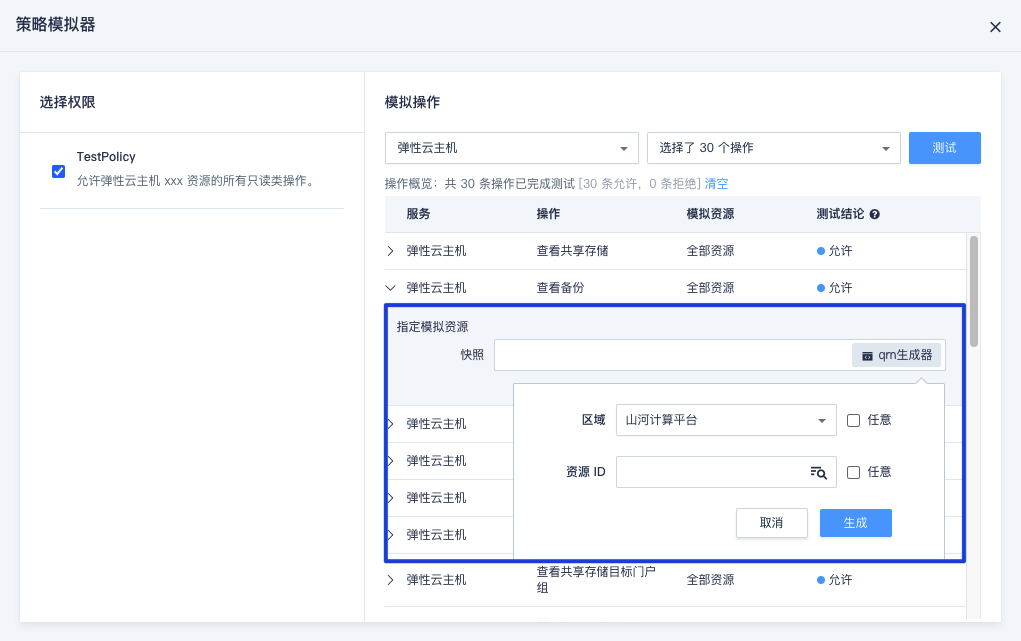 策略模拟器
选择权限
TestPolicy
允许弹性云主机 xxx 资源的所有只读类操作。
模拟操作
弹性云主机
选择了 30 个操作
测试
操作概览：共 30 条操作已完成测试 [30 条允许，0 条拒绝] 清空
服务 操作 模拟资源 测试结论
弹性云主机 查看共享存储 全部资源 允许
弹性云主机 查看备份 全部资源 允许
指定模拟资源
快照
qrn生成器
区域 山河计算平台 任意
资源 ID 任意
取消 生成
弹性云主机
弹性云主机
弹性云主机
弹性云主机
弹性云主机 查看共享存储目标门户 全部资源 允许
组